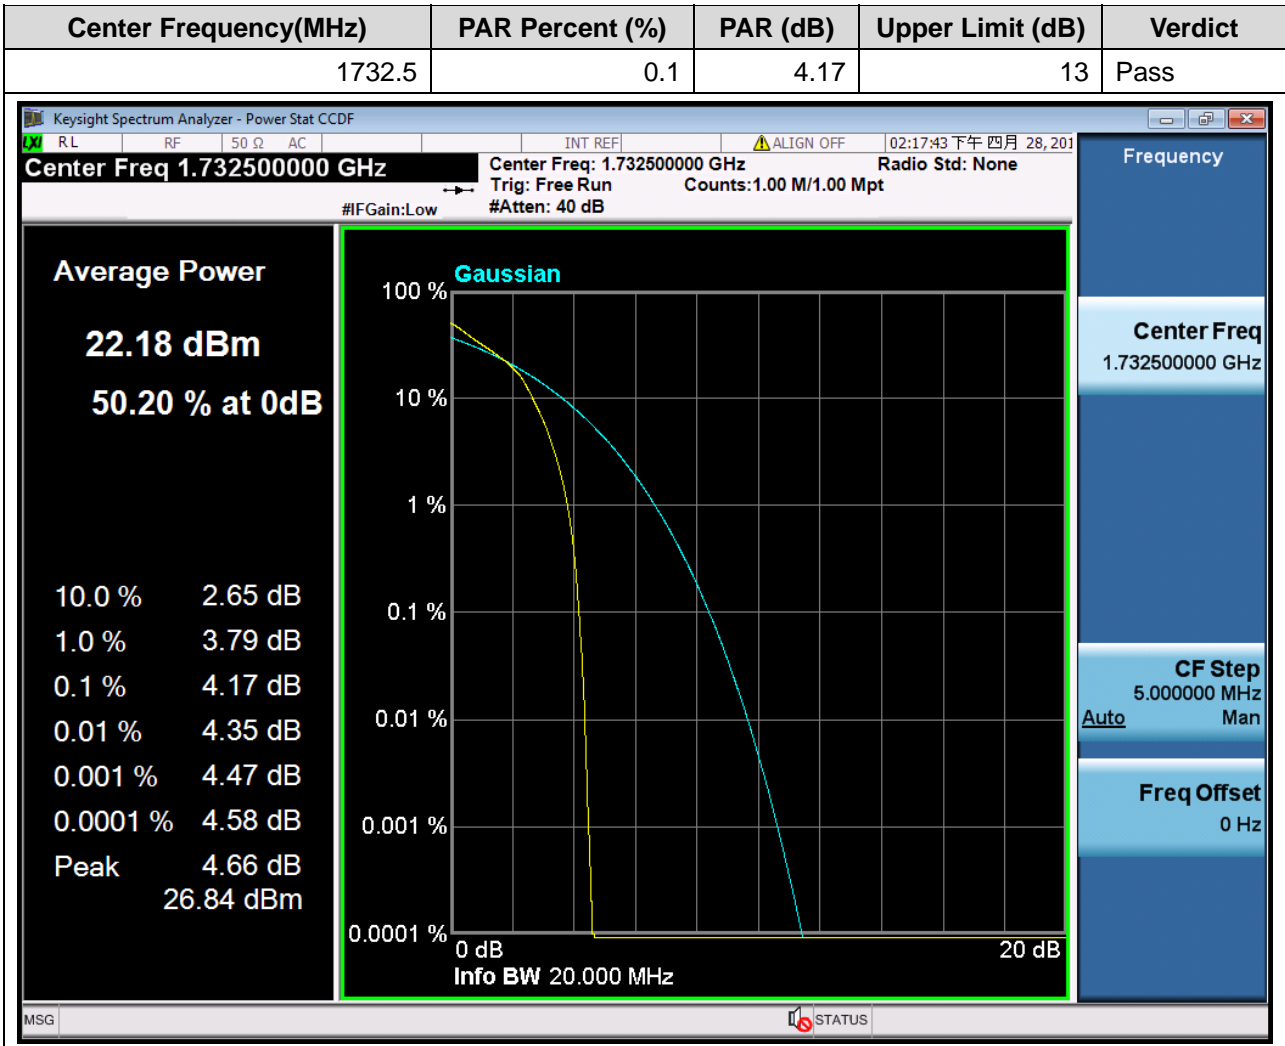 Center Frequency(MHz) PAR Percent (%) PAR (dB) Upper Limit (dB) Verdict
1732.5 0.1 4.17 13 Pass
Keysight Spectrum Analyzer - Power Stat CCDF
LXI RL RF 50 Ω AC INT REF ALIGN OFF 02:17:43 下午 四月 28, 201
Center Freq 1.732500000 GHz
Center Freq: 1.732500000 GHz Radio Std: None
Trig: Free Run Counts:1.00 M/1.00 Mpt
#IFGain:Low #Atten: 40 dB
Average Power
22.18 dBm
50.20 % at 0dB
10.0 % 2.65 dB
1.0 % 3.79 dB
0.1 % 4.17 dB
0.01 % 4.35 dB
0.001 % 4.47 dB
0.0001 % 4.58 dB
Peak 4.66 dB
26.84 dBm
Gaussian
100 %
10 %
1 %
0.1 %
0.01 %
0.001 %
0.0001 %
0 dB 20 dB
Info BW 20.000 MHz
Frequency
Center Freq
1.732500000 GHz
CF Step
5.000000 MHz
Auto Man
Freq Offset
0 Hz
MSG STATUS